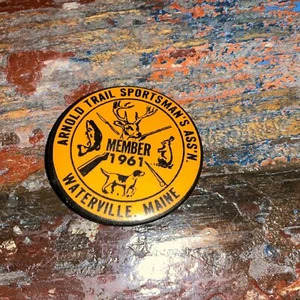 ARNOLD TRAIL SPORTSMAN'S ASS'N.
MEMBER
1961
WATERVILLE, MAINE